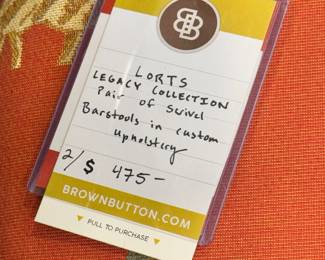 LORTS
LEGACY COLLECTION
Pair of Swivel
Barstools in custom
Upholstery
2/ $ 475-
BROWNBUTTON.COM
▼ PULL TO PURCHASE ▼